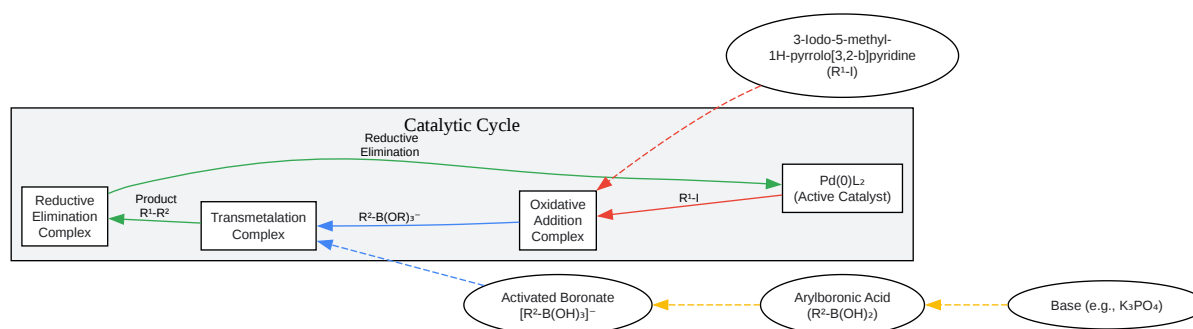 3-Iodo-5-methyl-
1H-pyrrolo[3,2-b]pyridine
(R¹-I)
Catalytic Cycle
Reductive
Elimination
Pd(0)L₂
(Active Catalyst)
R¹-I
Oxidative
Addition
Complex
R²-B(OR)₃⁻
Transmetalation
Complex
Product
R¹-R²
Reductive
Elimination
Complex
Activated Boronate
[R²-B(OH)₃]⁻
Arylboronic Acid
(R²-B(OH)₂)
Base (e.g., K₃PO₄)